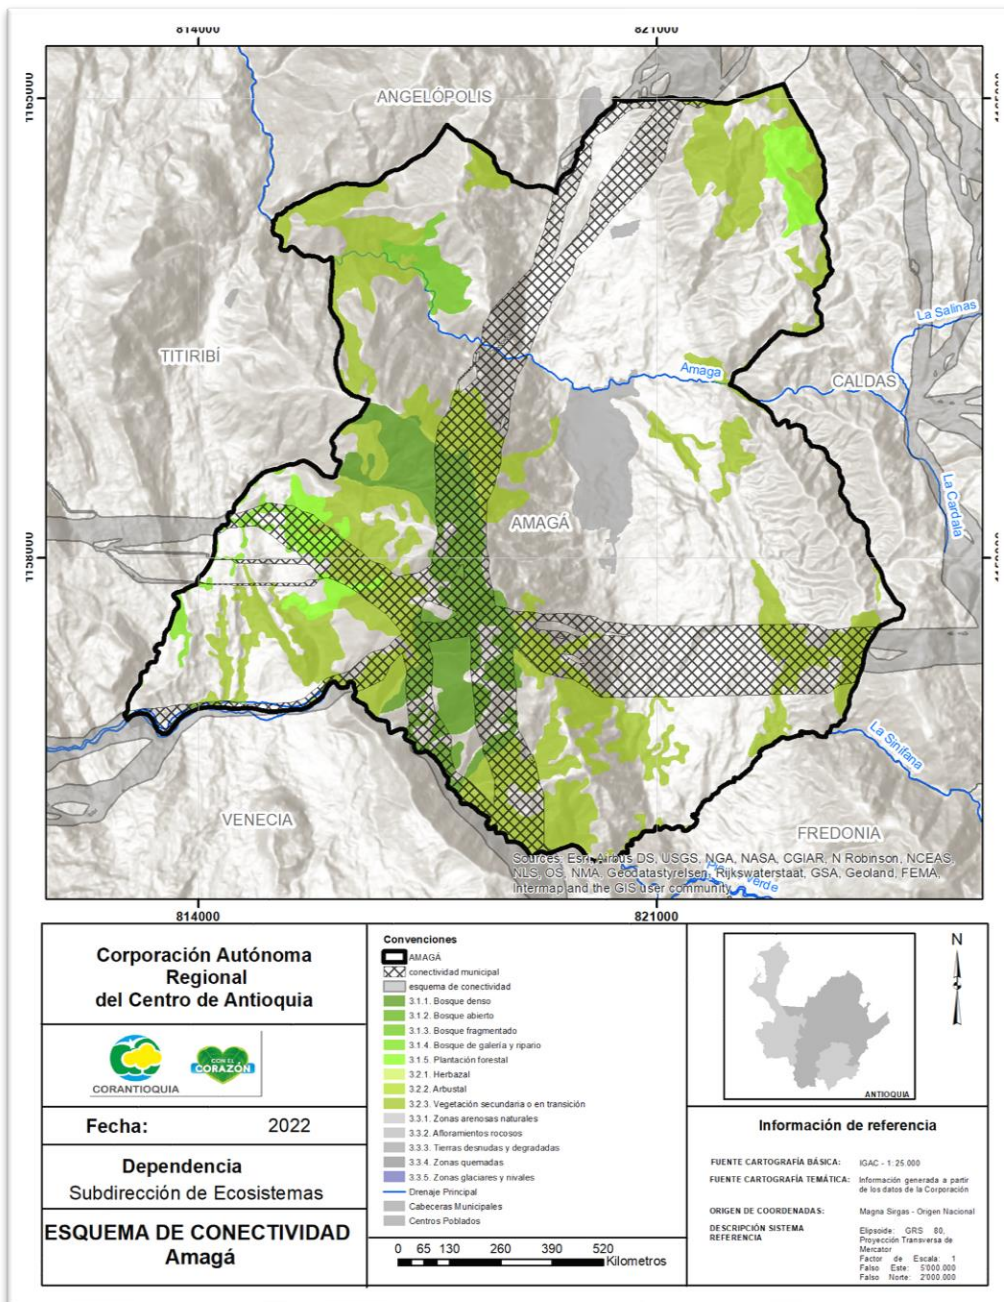 814000
821000
1165000
ANGELÓPOLIS
La Salinas
TITIRIBÍ
Amaga
CALDAS
La Cardala
AMAGÁ
1158000
La Sinifana
VENECIA
FREDONIA
Sources: Esri, Airbus DS, USGS, NGA, NASA, CGIAR, N Robinson, NCEAS,
NLS, OS, NMA, Geodatastyrelsen, Rijkswaterstaat, GSA, Geoland, FEMA,
Intermap and the GIS user community
Verde
814000
821000
Corporación Autónoma
Regional
del Centro de Antioquia
CORANTIOQUIA
CON EL
CORAZÓN
Fecha: 2022
Dependencia
Subdirección de Ecosistemas
ESQUEMA DE CONECTIVIDAD
Amagá
Convenciones
AMAGÁ
conectividad municipal
esquema de conectividad
3.1.1. Bosque denso
3.1.2. Bosque abierto
3.1.3. Bosque fragmentado
3.1.4. Bosque de galería y ripario
3.1.5. Plantación forestal
3.2.1. Herbazal
3.2.2. Arbustal
3.2.3. Vegetación secundaria o en transición
3.3.1. Zonas arenosas naturales
3.3.2. Afloramientos rocosos
3.3.3. Tierras desnudas y degradadas
3.3.4. Zonas quemadas
3.3.5. Zonas glaciares y nivales
Drenaje Principal
Cabeceras Municipales
Centros Poblados
0 65 130 260 390 520
Kilometros
N
ANTIOQUIA
Información de referencia
FUENTE CARTOGRAFÍA BÁSICA: IGAC - 1:25.000
FUENTE CARTOGRAFÍA TEMÁTICA: Información generada a partir
de los datos de la Corporación
ORIGEN DE COORDENADAS: Magna Sirgas - Origen Nacional
DESCRIPCIÓN SISTEMA
REFERENCIA
Elipsoide: GRS 80,
Proyección Transversa de
Mercator
Factor de Escala: 1
Falso Este: 5'000.000
Falso Norte: 2'000.000